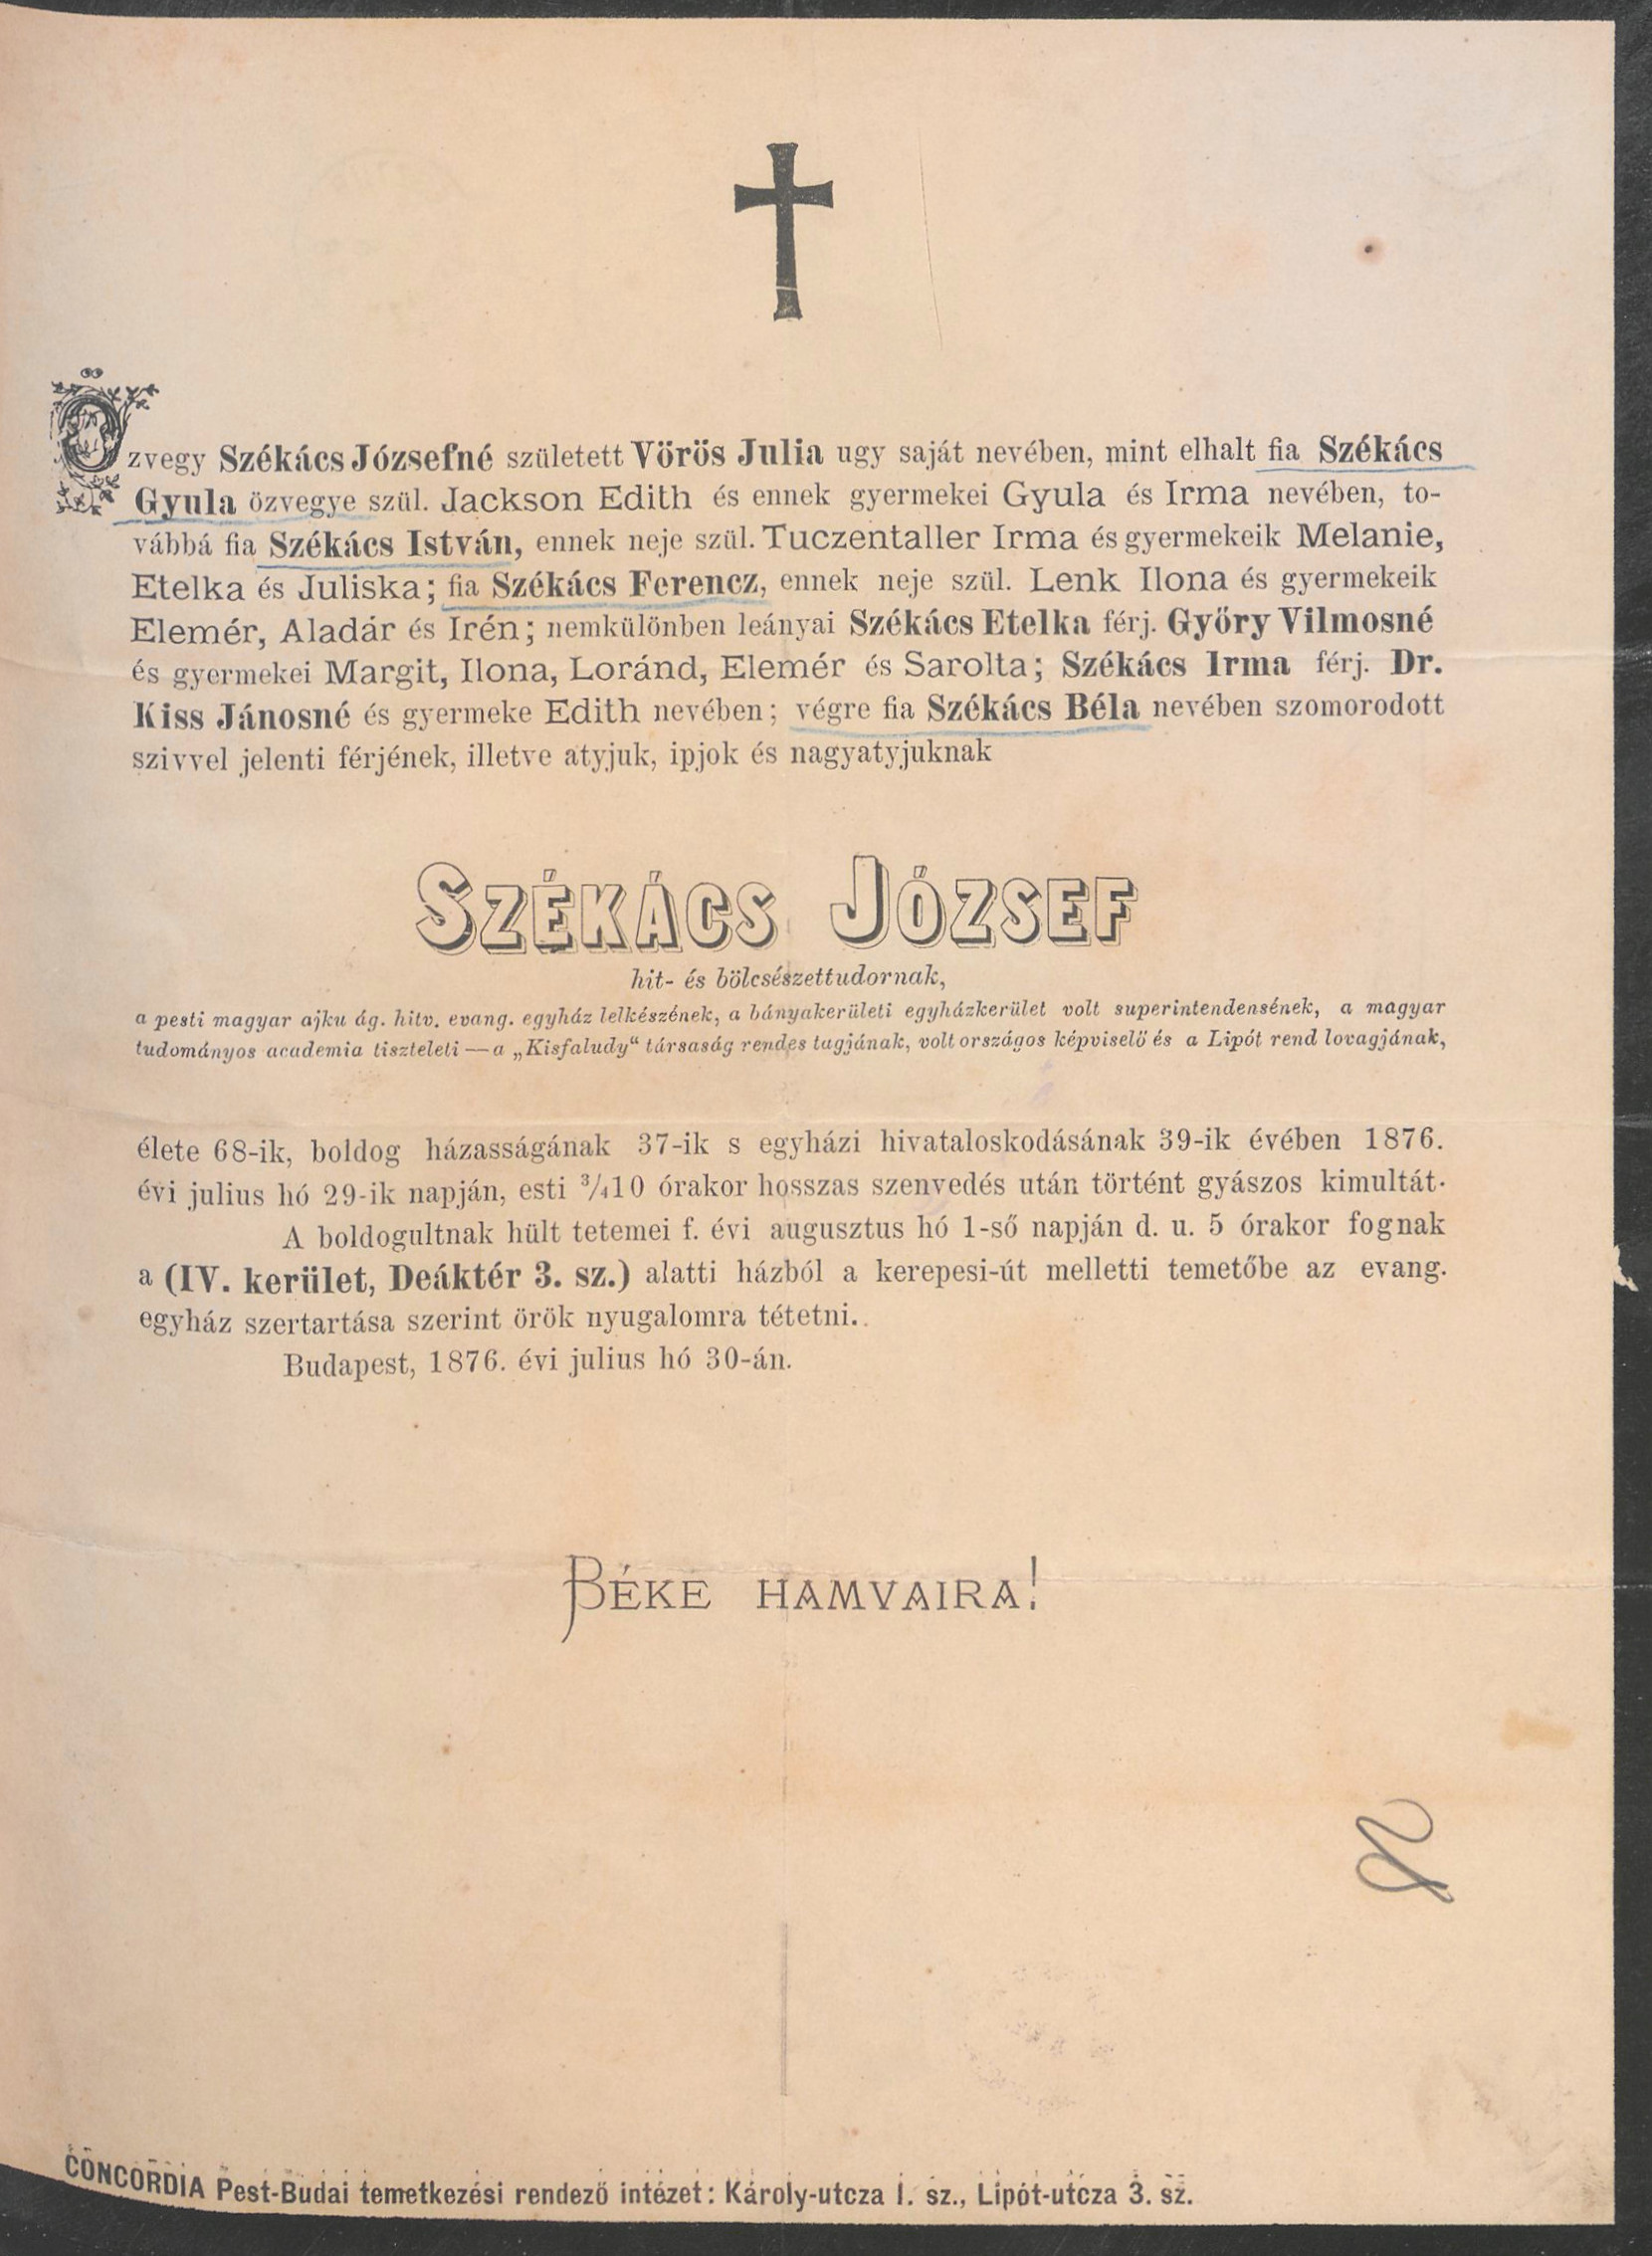 Özvegy Székács Józsefné született Vörös Julia ugy saját nevében, mint elhalt fia Székács
Gyula özvegye szül. Jackson Edith és ennek gyermekei Gyula és Irma nevében, to-
vábbá fia Székács István, ennek neje szül. Tuczentaller Irma és gyermekeik Melanie,
Etelka és Juliska; fia Székács Ferencz, ennek neje szül. Lenk Ilona és gyermekeik
Elemér, Aladár és Irén; nemkülönben leányai Székács Etelka férj. Győry Vilmosné
és gyermekei Margit, Ilona, Loránd, Elemér és Sarolta; Székács Irma férj. Dr.
Kiss Jánosné és gyermeke Edith nevében; végre fia Székács Béla nevében szomorodott
szivvel jelenti férjének, illetve atyjuk, ipjok és nagyatyjuknak
SZÉKÁCS JÓZSEF
hit- és bölcsészettudornak,
a pesti magyar ajku ág. hitv. evang. egyház lelkészének, a bányakerületi egyházkerület volt superintendensének, a magyar
tudományos academia tiszteleti — a „Kisfaludy“ társaság rendes tagjának, volt országos képviselő és a Lipót rend lovagjának,
élete 68-ik, boldog házasságának 37-ik s egyházi hivataloskodásának 39-ik évében 1876.
évi julius hó 29-ik napján, esti ³/₄10 órakor hosszas szenvedés után történt gyászos kimultát.
A boldogultnak hült tetemei f. évi augusztus hó 1-ső napján d. u. 5 órakor fognak
a (IV. kerület, Deáktér 3. sz.) alatti házból a kerepesi-út melletti temetőbe az evang.
egyház szertartása szerint örök nyugalomra tétetni.
Budapest, 1876. évi julius hó 30-án.
BÉKE HAMVAIRA!
CONCORDIA Pest-Budai temetkezési rendező intézet: Károly-utcza 1. sz., Lipót-utcza 3. sz.